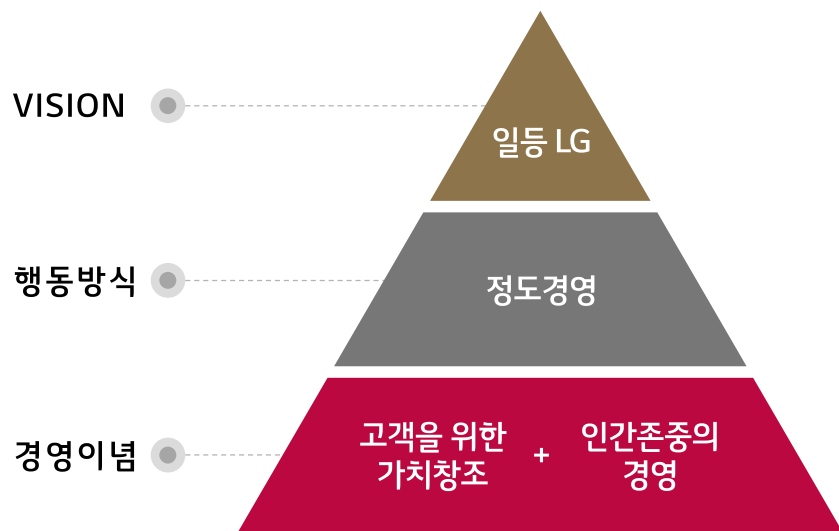 VISION
일등 LG
행동방식
정도경영
경영이념
고객을 위한
가치창조
+
인간존중의
경영